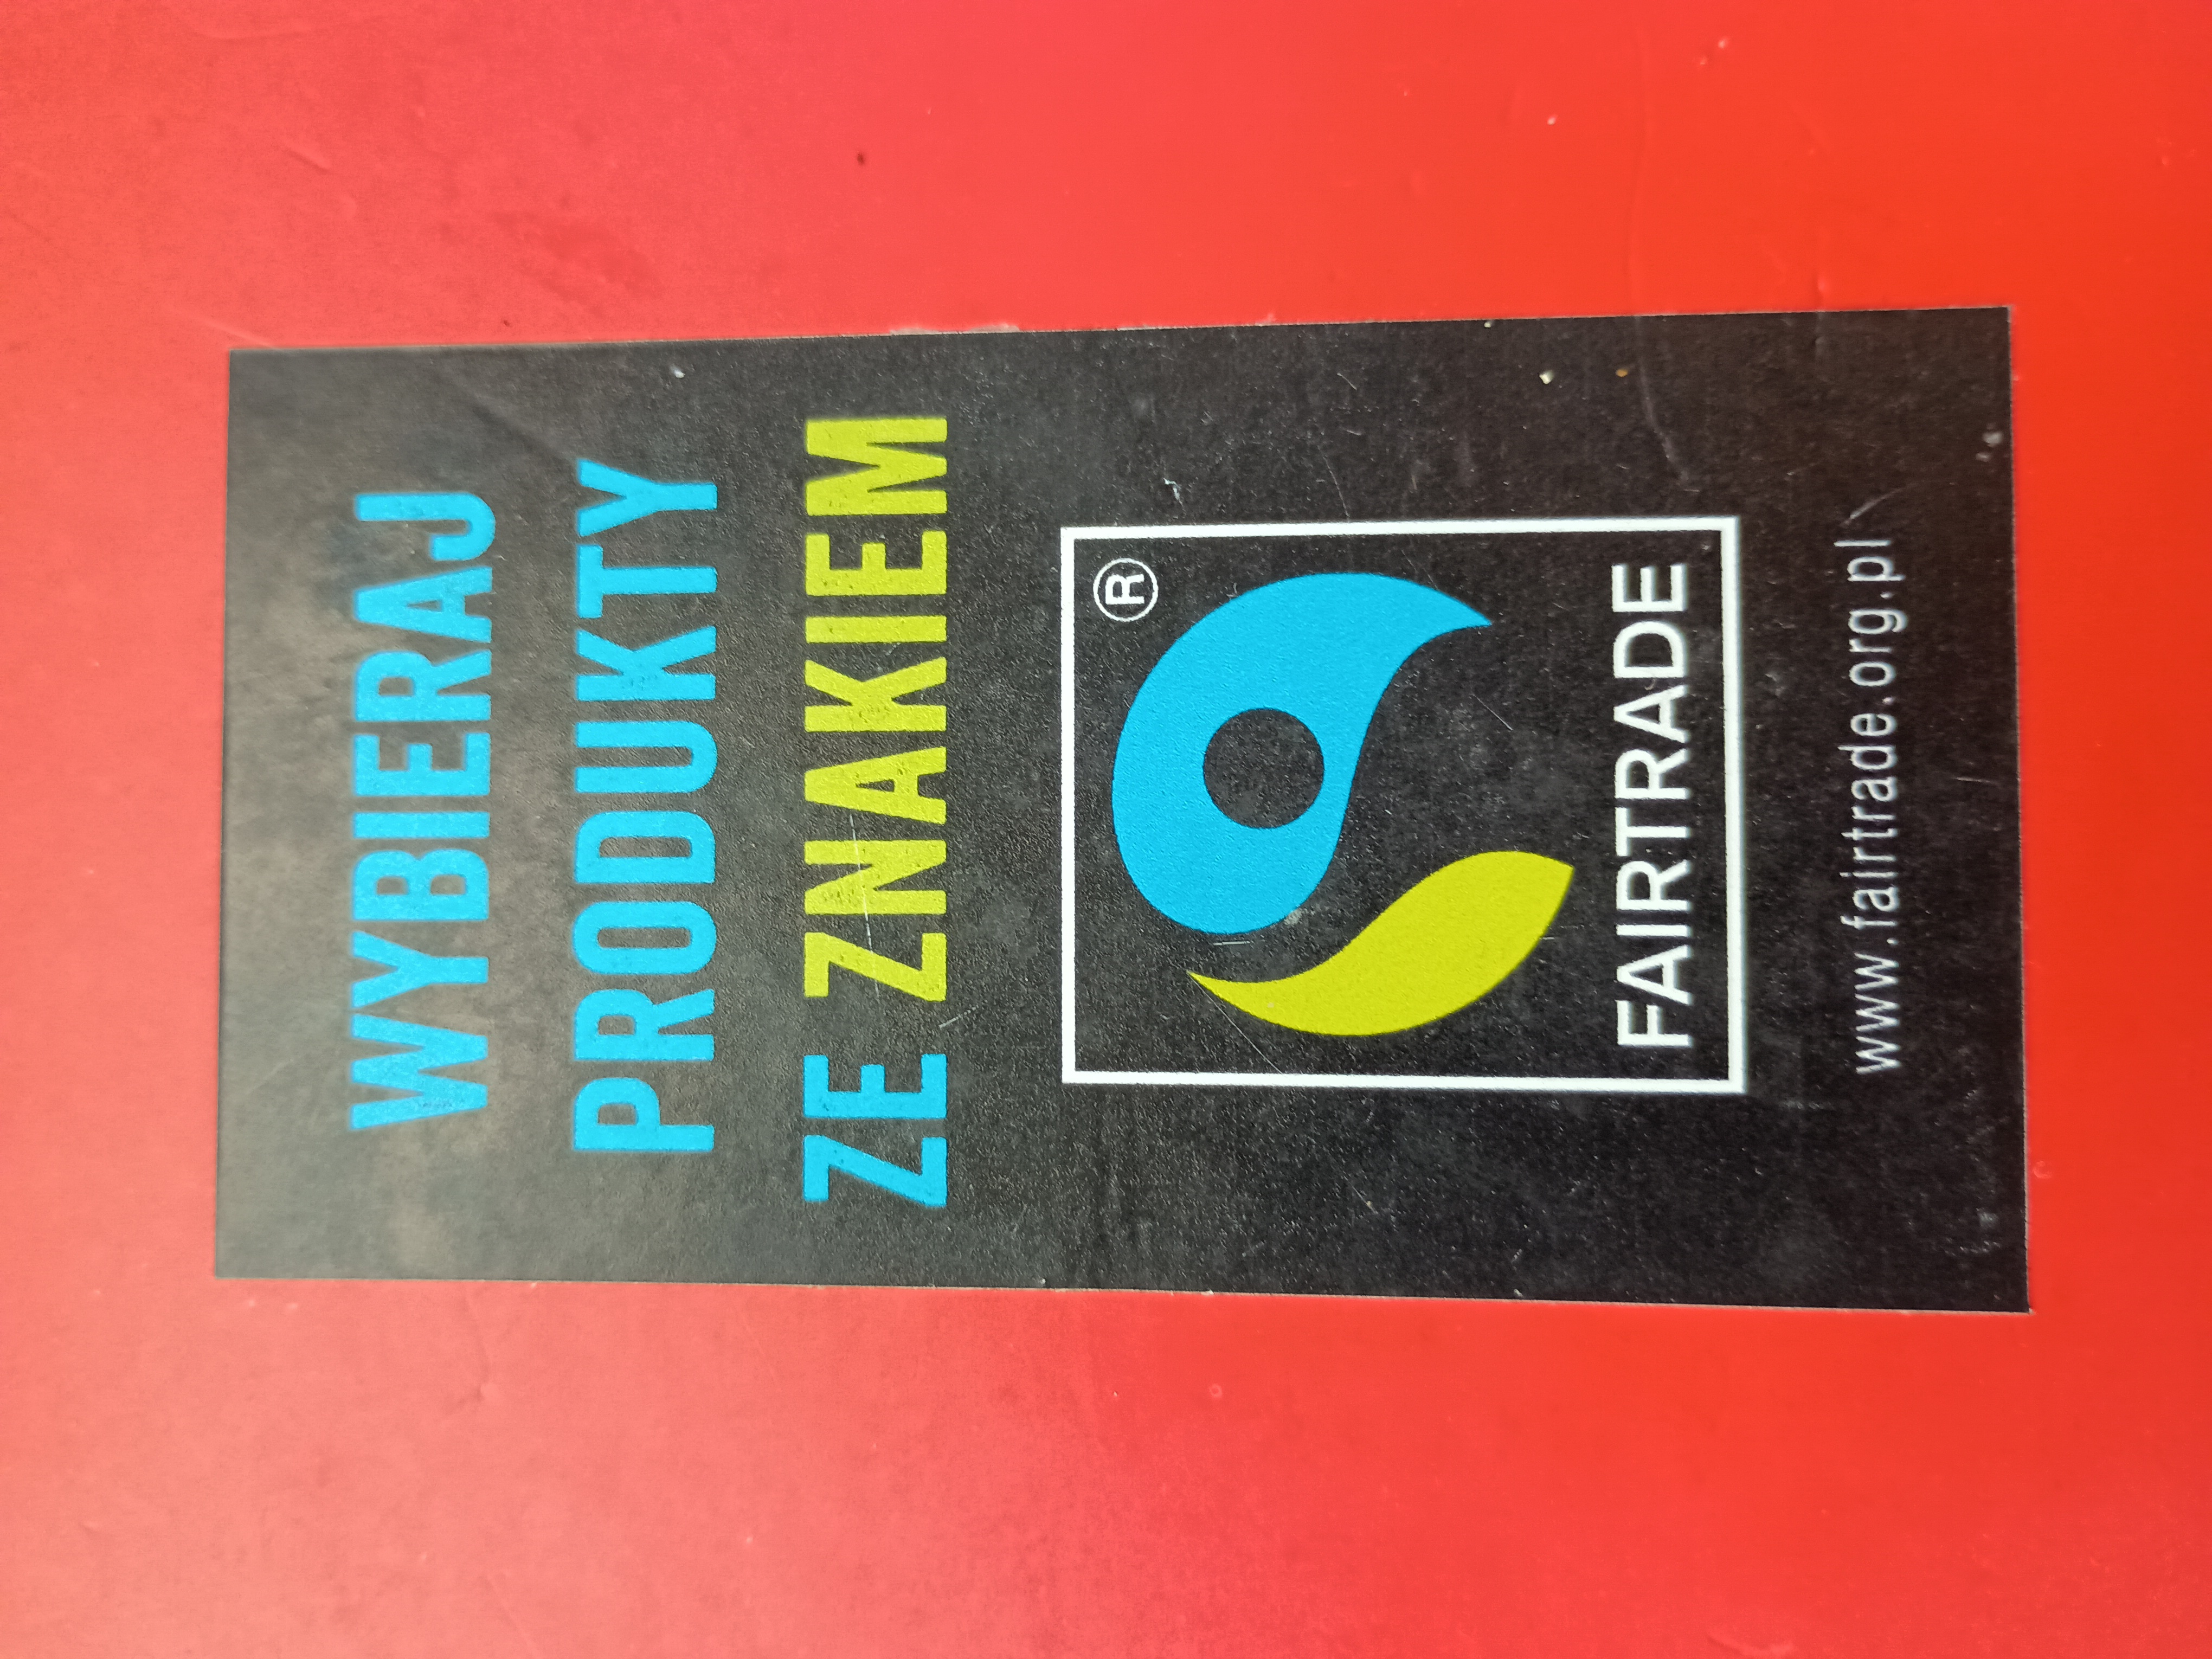 WYBIERAJ
PRODUKTY
ZE ZNAKIEM
®
FAIRTRADE
www.fairtrade.org.pl